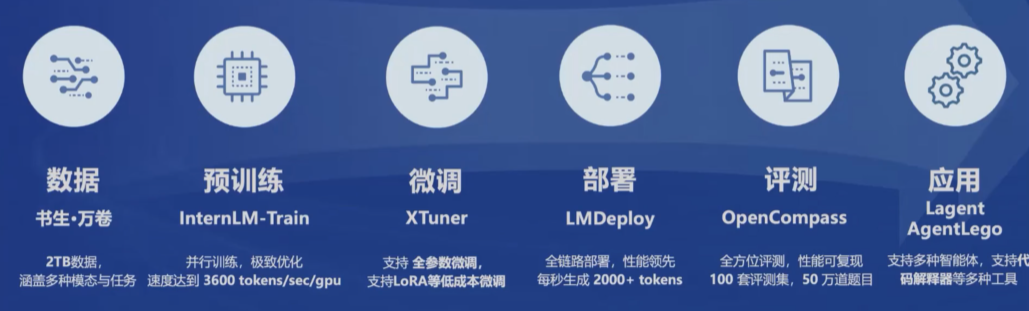 数据
书生·万卷
2TB数据，
涵盖多种模态与任务
预训练
InternLM-Train
并行训练，极致优化
速度达到 3600 tokens/sec/gpu
微调
XTuner
支持 全参数微调，
支持LoRA等低成本微调
部署
LMDeploy
全链路部署，性能领先
每秒生成 2000+ tokens
评测
OpenCompass
全方位评测，性能可复现
100 套评测集，50 万道题目
应用
Lagent
AgentLego
支持多种智能体，支持代
码解释器等多种工具